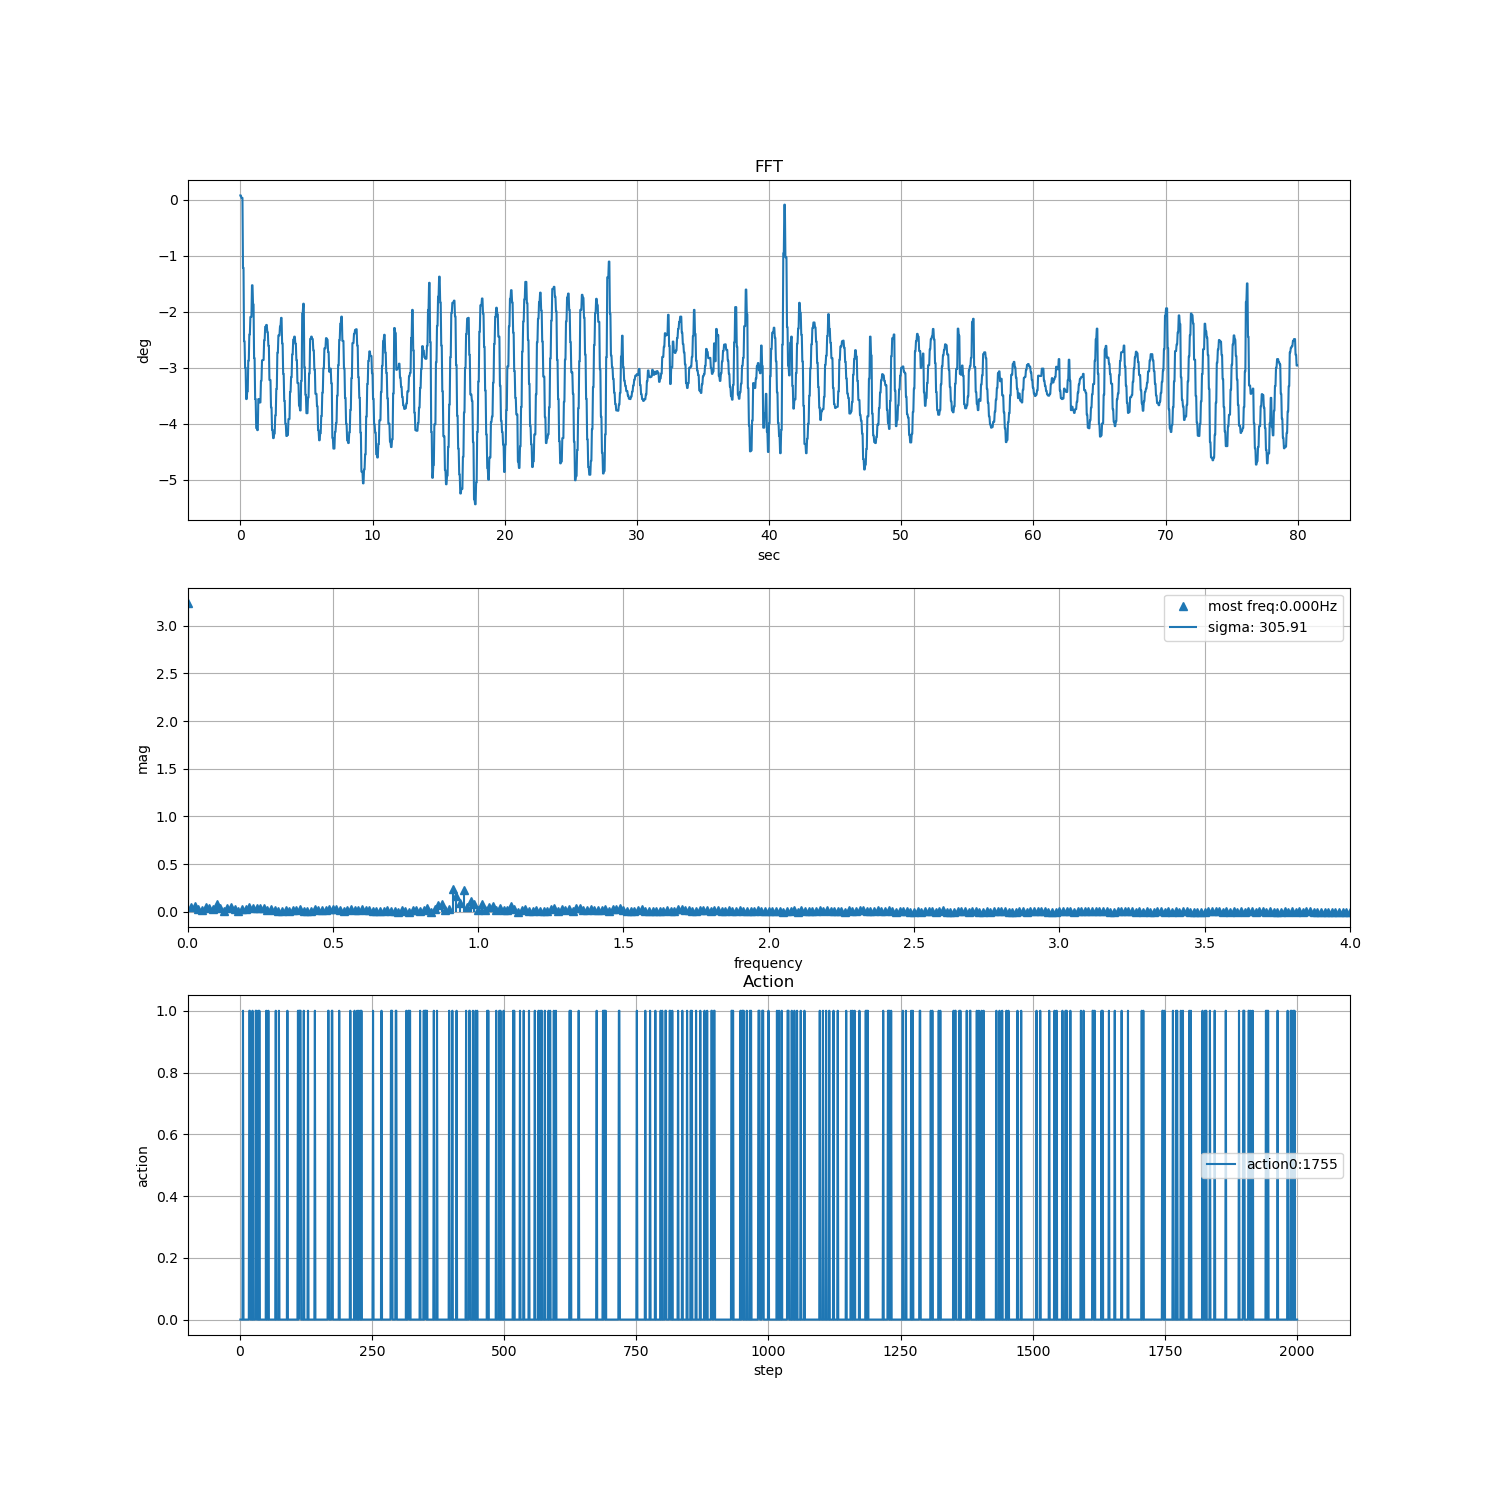 FFT
0
−1
−2
−3
−4
−5
deg
0 10 20 30 40 50 60 70 80
sec
most freq:0.000Hz
sigma: 305.91
3.0
2.5
2.0
1.5
1.0
0.5
0.0
mag
0.0 0.5 1.0 1.5 2.0 2.5 3.0 3.5 4.0
frequency
Action
1.0
0.8
0.6
0.4
0.2
0.0
action
action0:1755
0 250 500 750 1000 1250 1500 1750 2000
step